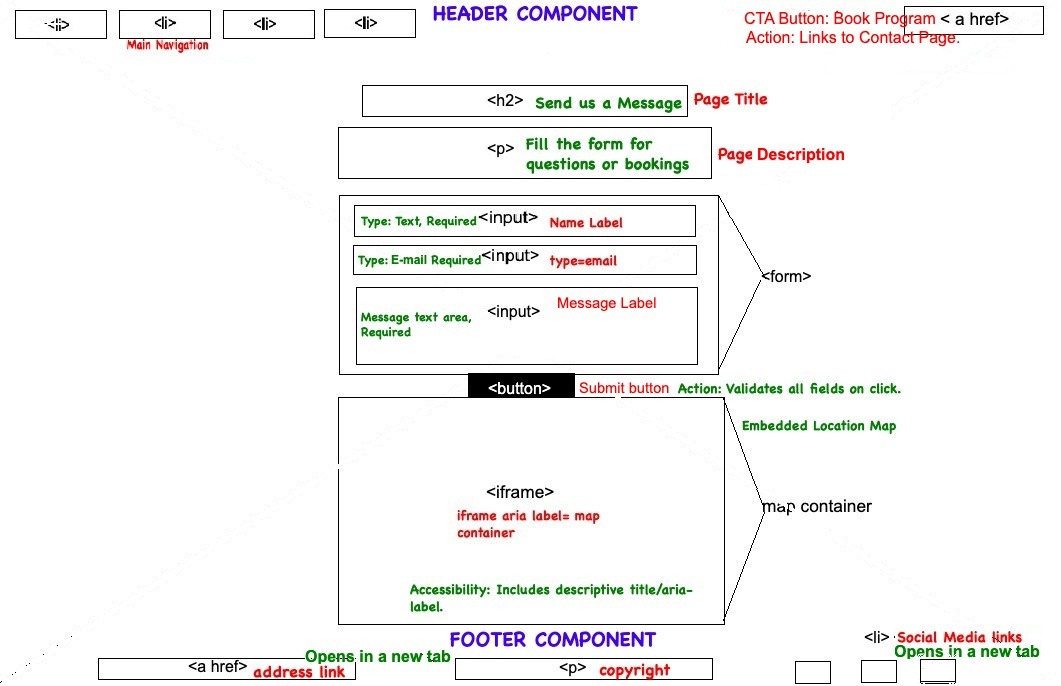 <li> <li> <li> <li>
Main Navigation
HEADER COMPONENT
CTA Button: Book Program
Action: Links to Contact Page.
< a href>
<h2> Send us a Message Page Title
<p> Fill the form for
questions or bookings
Page Description
Type: Text, Required <input> Name Label
Type: E-mail Required <input> type=email
Message text area,
Required
<input> Message Label
<form>
<button> Submit button Action: Validates all fields on click.
Embedded Location Map
<iframe>
iframe aria label= map
container
map container
Accessibility: Includes descriptive title/aria-
label.
FOOTER COMPONENT
<li> Social Media links
Opens in a new tab
Opens in a new tab
<a href> address link
<p> copyright